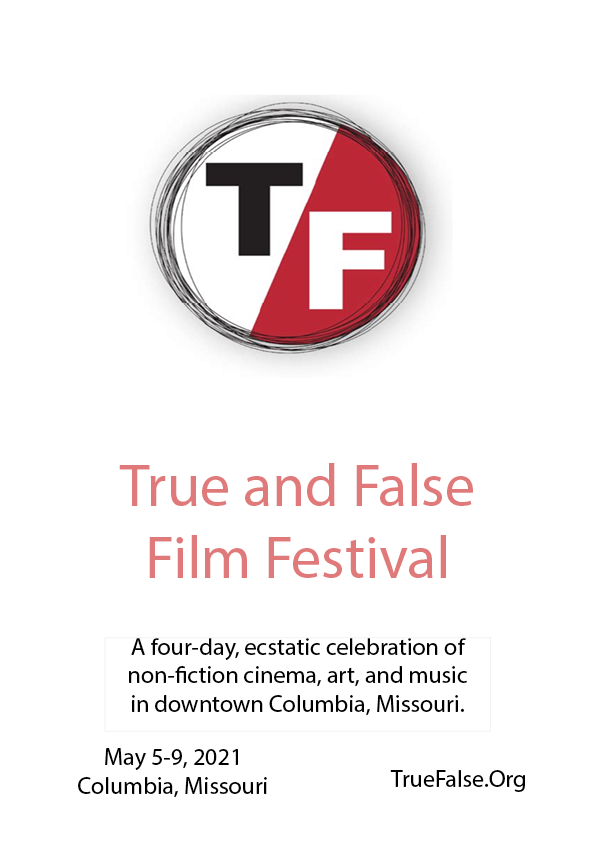 T/F
True and False
Film Festival
A four-day, ecstatic celebration of
non-fiction cinema, art, and music
in downtown Columbia, Missouri.
May 5-9, 2021
Columbia, Missouri
TrueFalse.Org